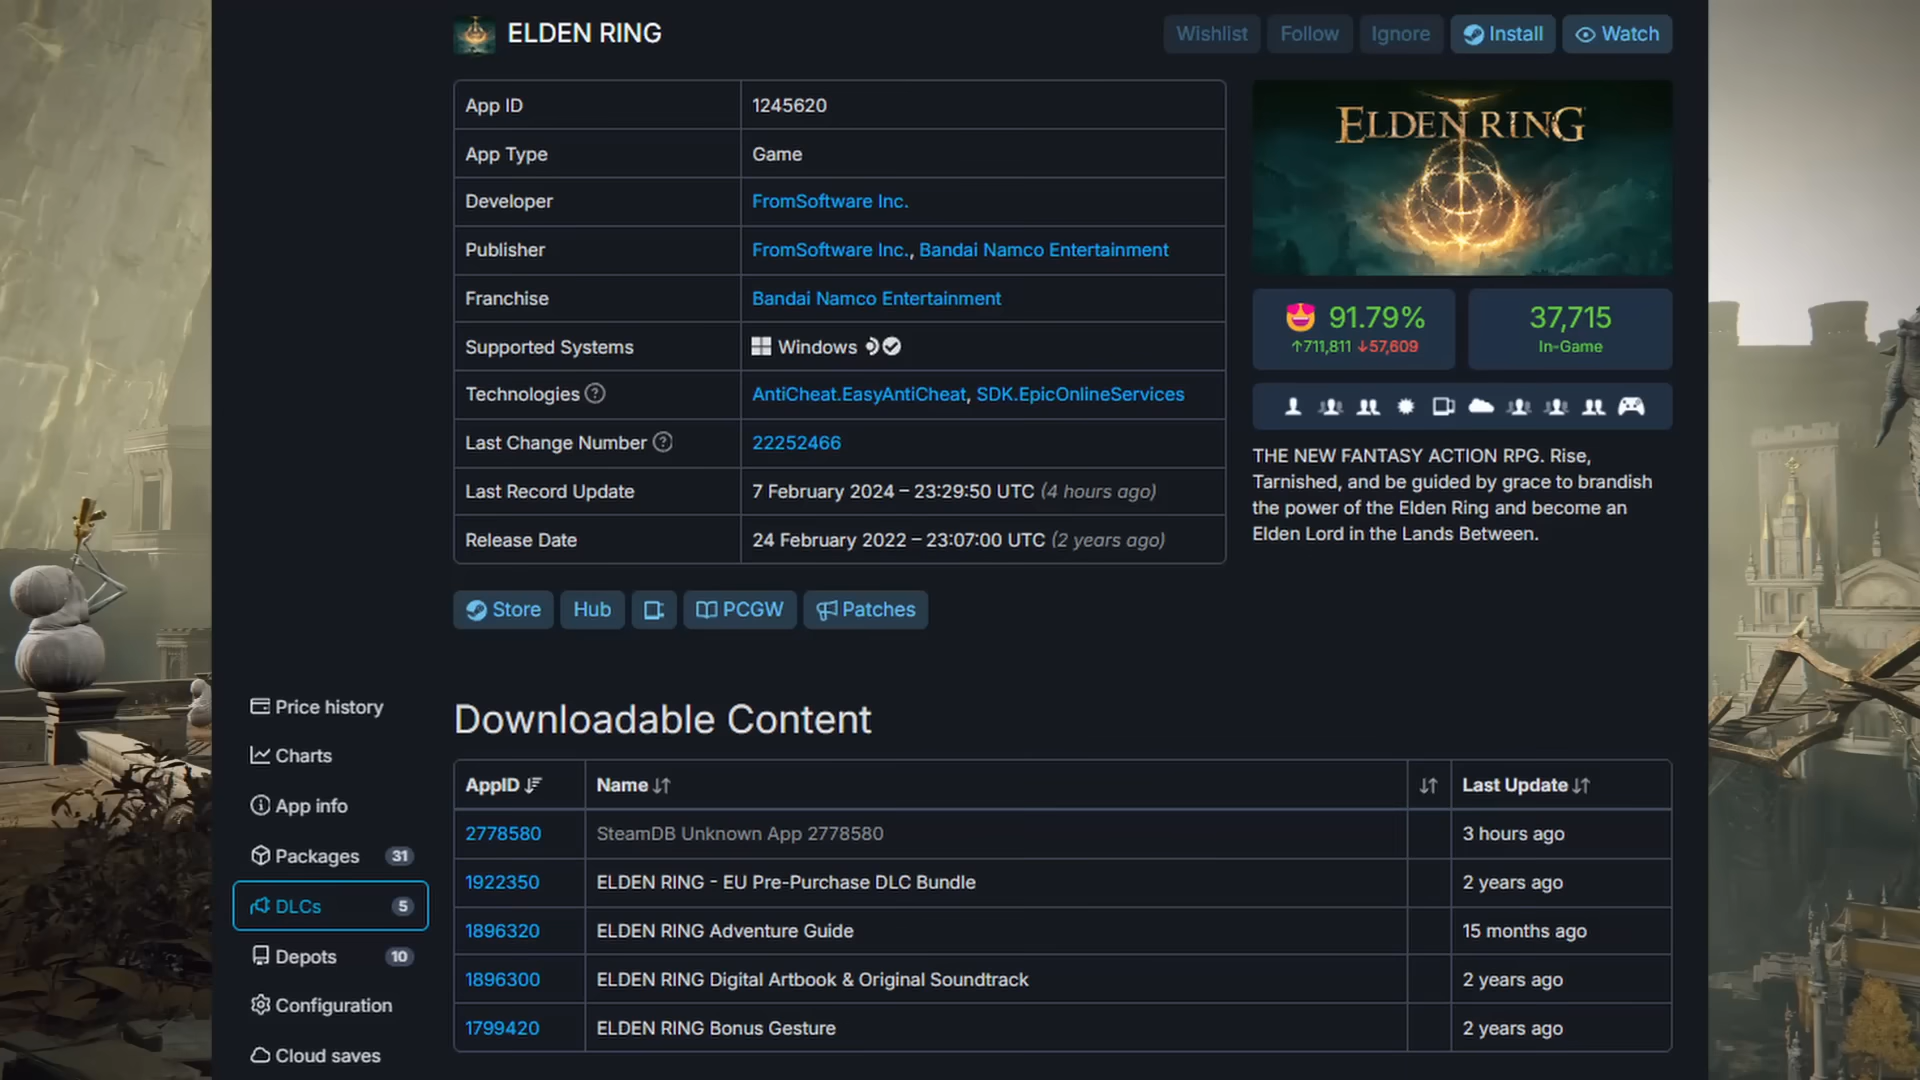 ELDEN RING
Wishlist Follow Ignore Install Watch
App ID 1245620
App Type Game
Developer FromSoftware Inc.
Publisher FromSoftware Inc., Bandai Namco Entertainment
Franchise Bandai Namco Entertainment
Supported Systems Windows
Technologies AntiCheat.EasyAntiCheat, SDK.EpicOnlineServices
Last Change Number 22252466
Last Record Update 7 February 2024 – 23:29:50 UTC (4 hours ago)
Release Date 24 February 2022 – 23:07:00 UTC (2 years ago)
ELDEN RING
91.79%
↑711,811 ↓57,609
37,715
In-Game
THE NEW FANTASY ACTION RPG. Rise,
Tarnished, and be guided by grace to brandish
the power of the Elden Ring and become an
Elden Lord in the Lands Between.
Store Hub PCGW Patches
Price history
Charts
App info
Packages 31
DLCs 5
Depots 10
Configuration
Cloud saves
Downloadable Content
AppID Name Last Update
2778580 SteamDB Unknown App 2778580 3 hours ago
1922350 ELDEN RING - EU Pre-Purchase DLC Bundle 2 years ago
1896320 ELDEN RING Adventure Guide 15 months ago
1896300 ELDEN RING Digital Artbook & Original Soundtrack 2 years ago
1799420 ELDEN RING Bonus Gesture 2 years ago